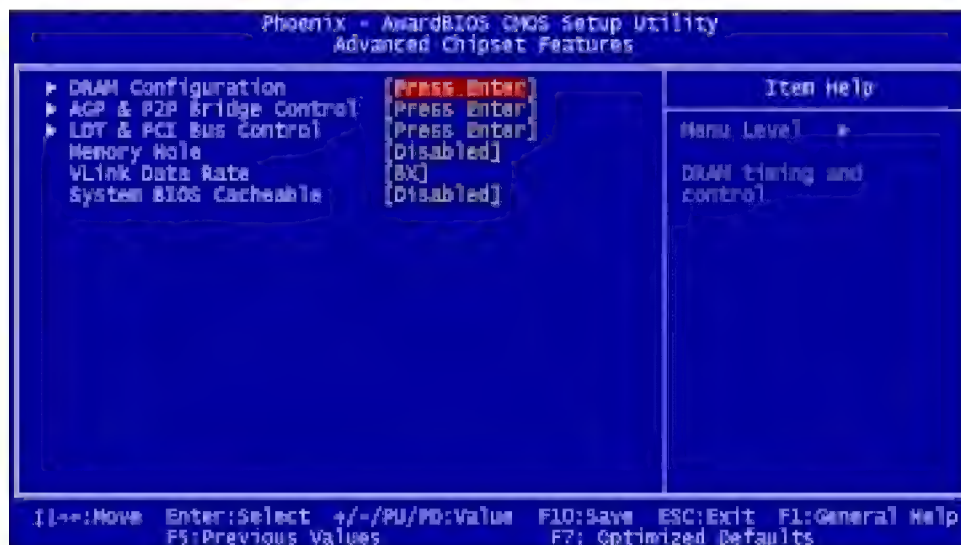 Phoenix - AwardBIOS CMOS Setup Utility
Advanced Chipset Features
▶ DRAM Configuration [Press Enter]
▶ AGP & P2P Bridge Control [Press Enter]
▶ LDT & PCI Bus Control [Press Enter]
Memory Hole [Disabled]
VLink Data Rate [8X]
System BIOS Cacheable [Disabled]
Item Help
Menu Level ▶
DRAM timing and
control
↑↓→←:Move Enter:Select +/-/PU/PD:Value F10:Save ESC:Exit F1:General Help
F5:Previous Values F7: Optimized Defaults